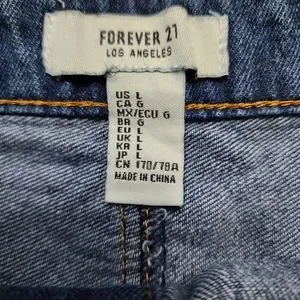 FOREVER 21
LOS ANGELES
US L
CA G
MX/ECU G
BR G
EU L
UK L
KR L
JP L
CN 170/78A
MADE IN CHINA